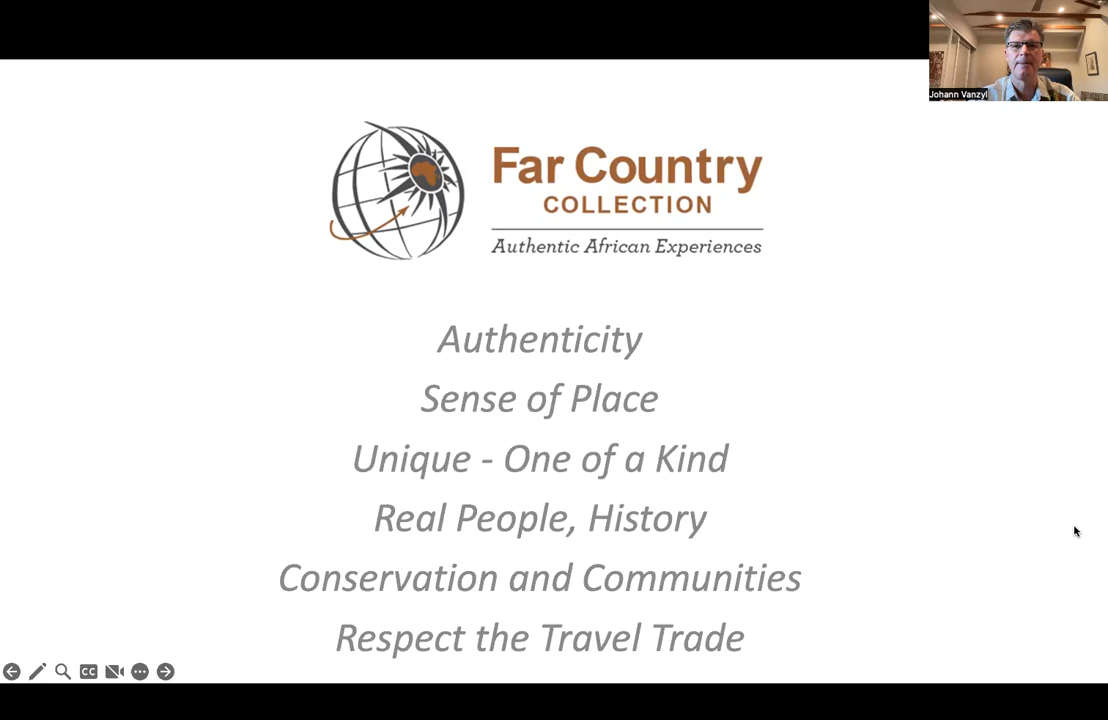 Johann Vanzyl
Far Country
COLLECTION
Authentic African Experiences
Authenticity
Sense of Place
Unique - One of a Kind
Real People, History
Conservation and Communities
Respect the Travel Trade
CC